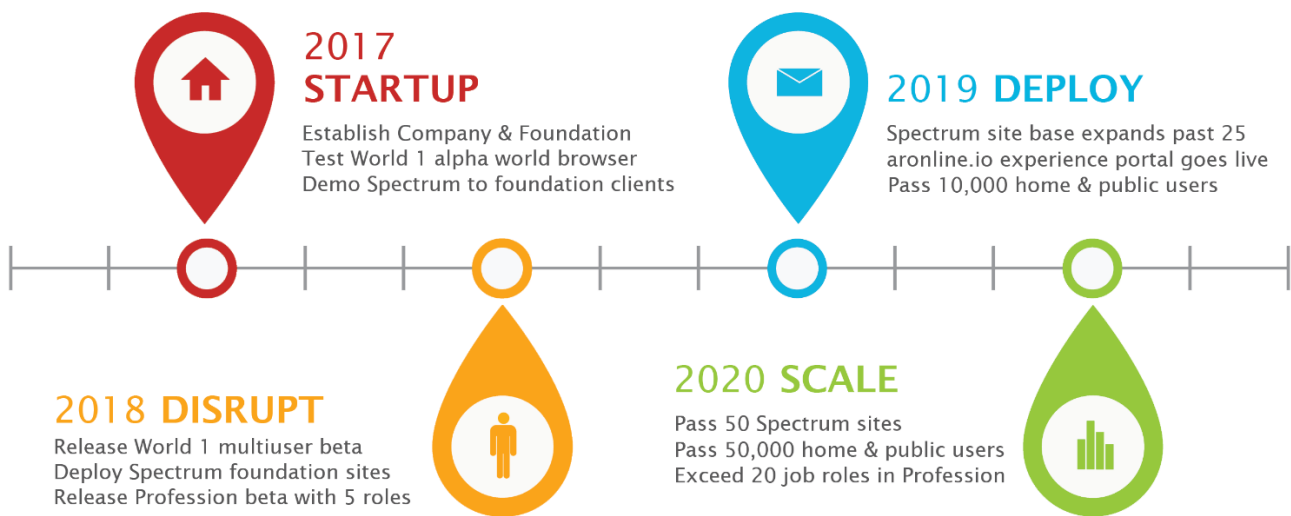 2017
STARTUP
Establish Company & Foundation
Test World 1 alpha world browser
Demo Spectrum to foundation clients
2018 DISRUPT
Release World 1 multiuser beta
Deploy Spectrum foundation sites
Release Profession beta with 5 roles
2019 DEPLOY
Spectrum site base expands past 25
aronline.io experience portal goes live
Pass 10,000 home & public users
2020 SCALE
Pass 50 Spectrum sites
Pass 50,000 home & public users
Exceed 20 job roles in Profession